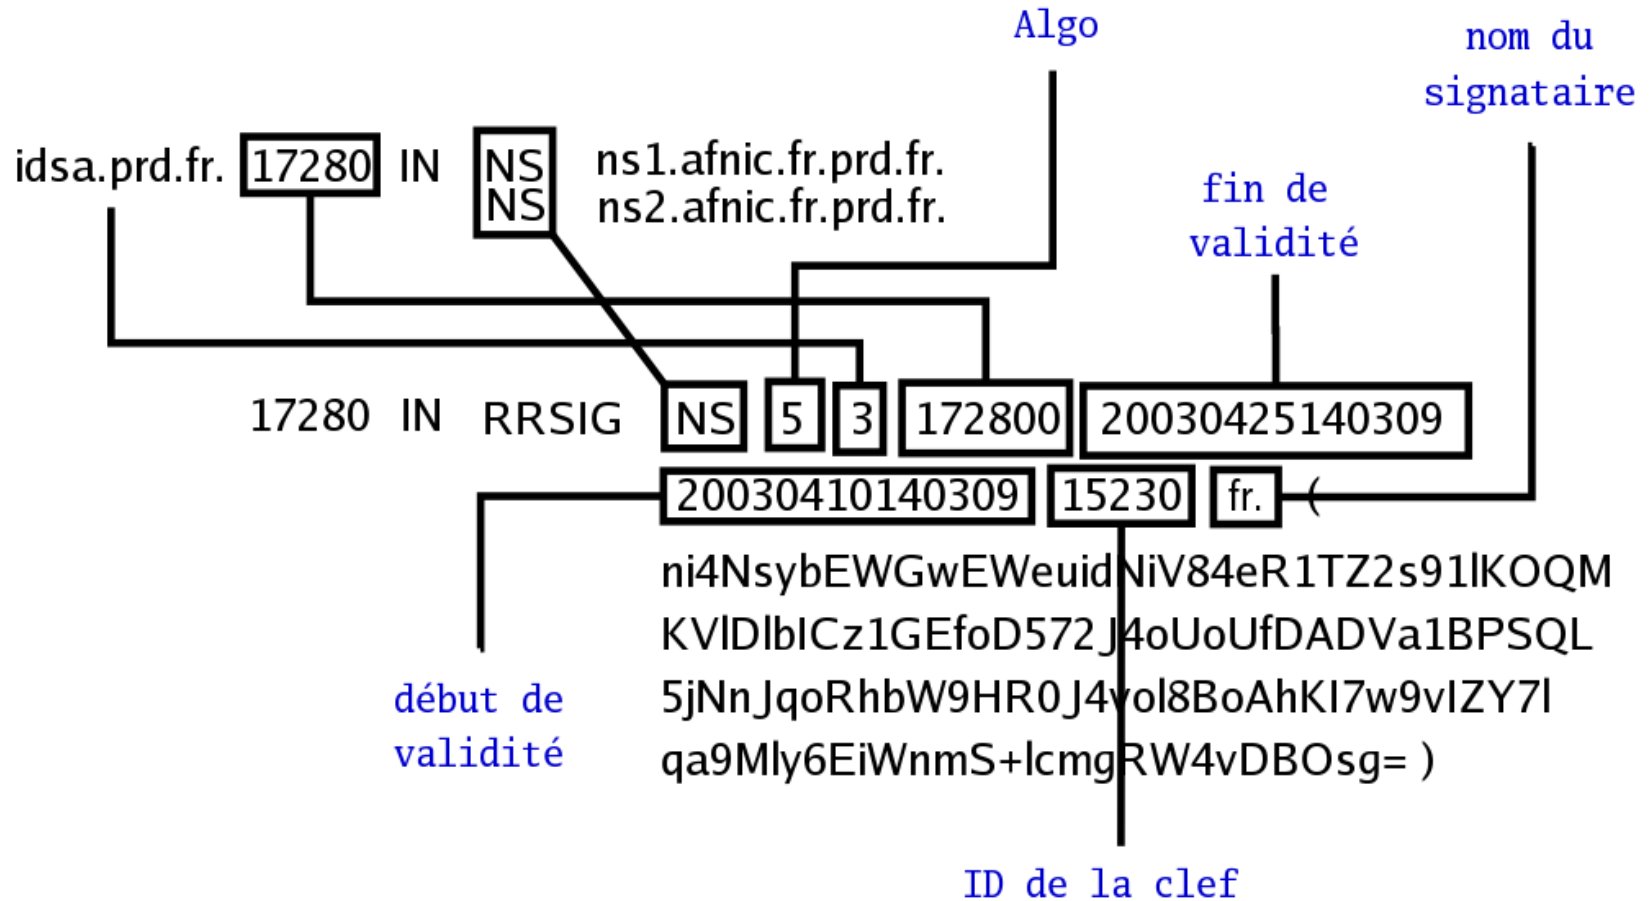 Algo
nom du
signataire
idsa.prd.fr. 17280 IN NS ns1.afnic.fr.prd.fr.
NS ns2.afnic.fr.prd.fr.
fin de
validité
17280 IN RRSIG NS 5 3 172800 20030425140309
20030410140309 15230 fr. (
ni4NsybEWGwEWeuidNiV84eR1TZ2s91lKOQM
KVlDlbICz1GEfoD572J4oUoUfDADVa1BPSQL
5jNnJqoRhbW9HR0J4vol8BoAhKI7w9vIZY7l
qa9Mly6EiWnmS+lcmgRW4vDBOsg= )
début de
validité
ID de la clef